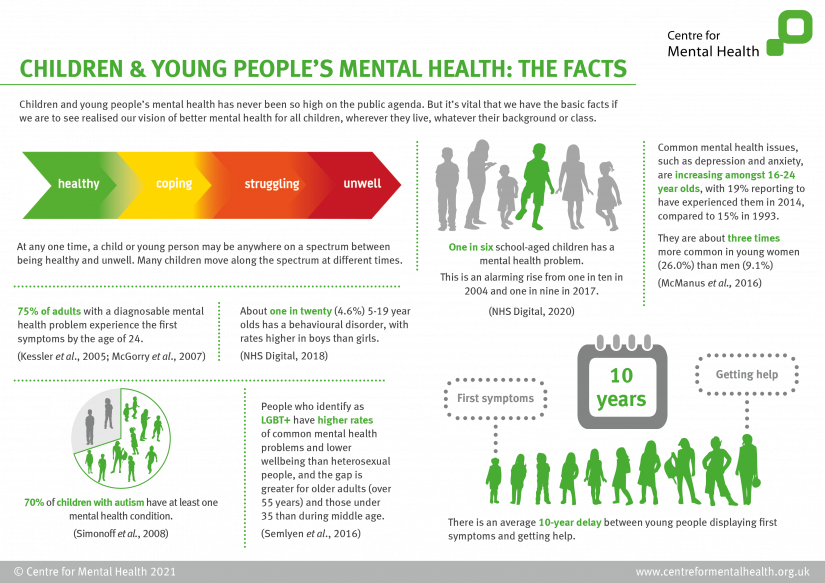 Centre for
Mental Health
CHILDREN & YOUNG PEOPLE'S MENTAL HEALTH: THE FACTS
Children and young people's mental health has never been so high on the public agenda. But it's vital that we have the basic facts if
we are to see realised our vision of better mental health for all children, wherever they live, whatever their background or class.
healthy
coping
struggling
unwell
At any one time, a child or young person may be anywhere on a spectrum between
being healthy and unwell. Many children move along the spectrum at different times.
One in six school-aged children has a
mental health problem.
This is an alarming rise from one in ten in
2004 and one in nine in 2017.
(NHS Digital, 2020)
Common mental health issues,
such as depression and anxiety,
are increasing amongst 16-24
year olds, with 19% reporting to
have experienced them in 2014,
compared to 15% in 1993.
They are about three times
more common in young women
(26.0%) than men (9.1%)
(McManus et al., 2016)
75% of adults with a diagnosable mental
health problem experience the first
symptoms by the age of 24.
(Kessler et al., 2005; McGorry et al., 2007)
About one in twenty (4.6%) 5-19 year
olds has a behavioural disorder, with
rates higher in boys than girls.
(NHS Digital, 2018)
70% of children with autism have at least one
mental health condition.
(Simonoff et al., 2008)
People who identify as
LGBT+ have higher rates
of common mental health
problems and lower
wellbeing than heterosexual
people, and the gap is
greater for older adults (over
55 years) and those under
35 than during middle age.
(Semlyen et al., 2016)
First symptoms
10
years
Getting help
There is an average 10-year delay between young people displaying first
symptoms and getting help.
© Centre for Mental Health 2021
www.centreformentalhealth.org.uk